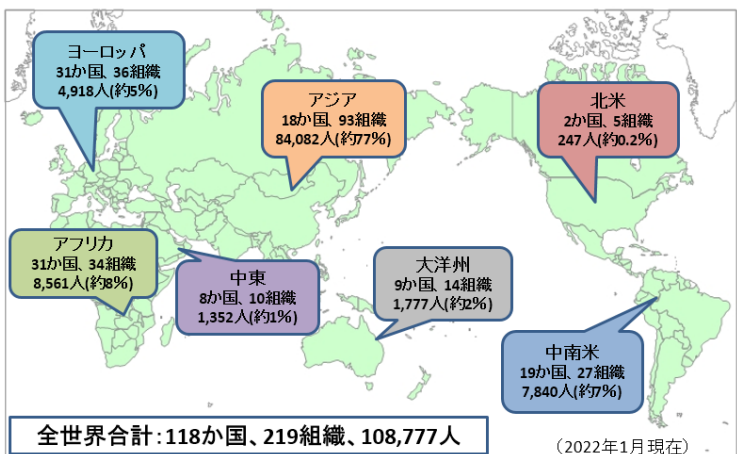 ヨーロッパ
31か国、36組織
4,918人(約5%)
アジア
18か国、93組織
84,082人(約77%)
北米
2か国、5組織
247人(約0.2%)
アフリカ
31か国、34組織
8,561人(約8%)
中東
8か国、10組織
1,352人(約1%)
大洋州
9か国、14組織
1,777人(約2%)
中南米
19か国、27組織
7,840人(約7%)
全世界合計:118か国、219組織、108,777人
(2022年1月現在)